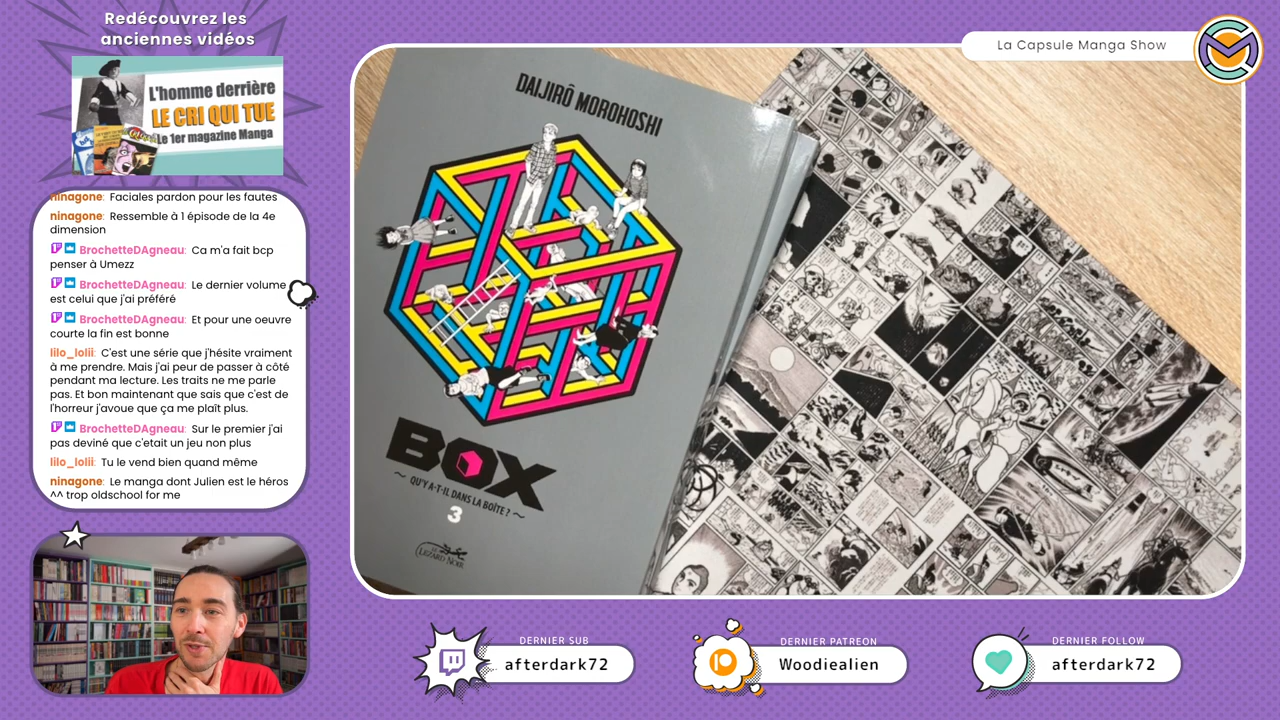 Redécouvrez les
anciennes vidéos
L'homme derrière
LE CRI QUI TUE
Le 1er magazine Manga
ninagone: Faciales pardon pour les fautes
ninagone: Ressemble à 1 épisode de la 4e
dimension
BrochetteDAgneau: Ca m'a fait bcp
penser à Umezz
BrochetteDAgneau: Le dernier volume
est celui que j'ai préféré
BrochetteDAgneau: Et pour une oeuvre
courte la fin est bonne
lilo_lolii: C'est une série que j'hésite vraiment
à me prendre. Mais j'ai peur de passer à côté
pendant ma lecture. Les traits ne me parle
pas. Et bon maintenant que sais que c'est de
l'horreur j'avoue que ça me plaît plus.
BrochetteDAgneau: Sur le premier j'ai
pas deviné que c'etait un jeu non plus
lilo_lolii: Tu le vend bien quand même
ninagone: Le manga dont Julien est le héros
^^ trop oldschool for me
La Capsule Manga Show
DAIJIRÔ MOROHOSHI
BOX
~ QU'Y A-T-IL DANS LA BOÎTE ? ~
3
LE
LÉZARD NOIR
DERNIER SUB
afterdark72
DERNIER PATREON
Woodiealien
DERNIER FOLLOW
afterdark72